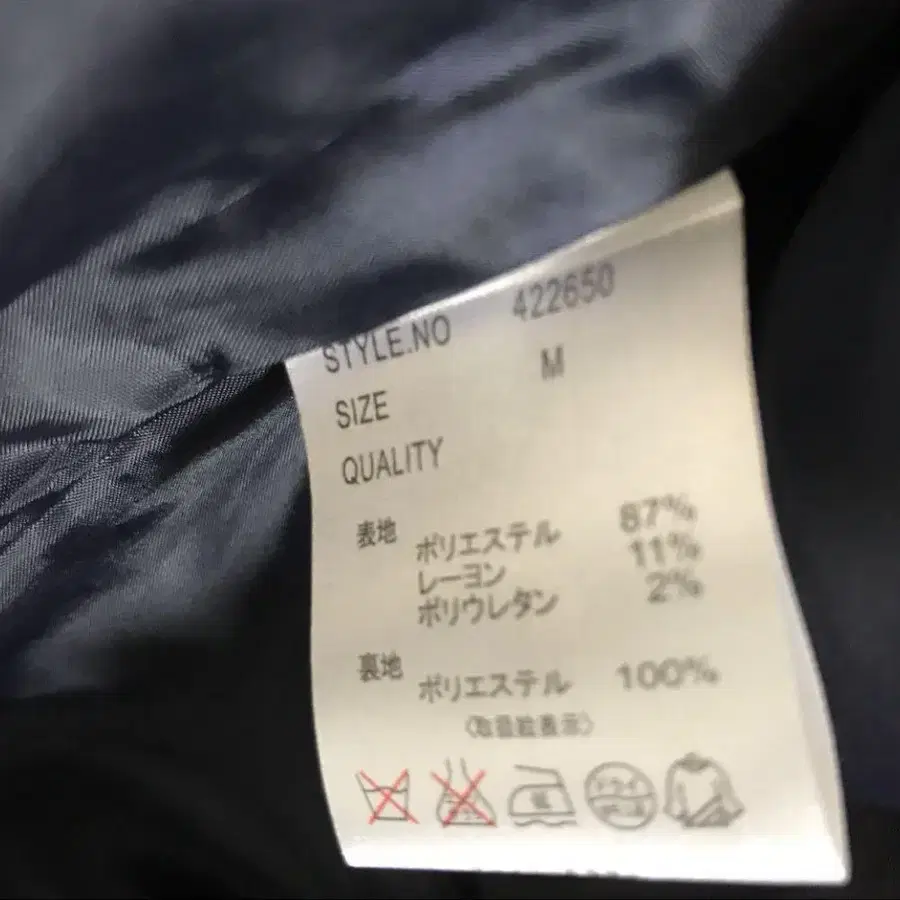 STYLE.NO 422650
SIZE M
QUALITY
表地 ポリエステル 87%
レーヨン 11%
ポリウレタン 2%
裏地 ポリエステル 100%
〈取扱絵表示〉